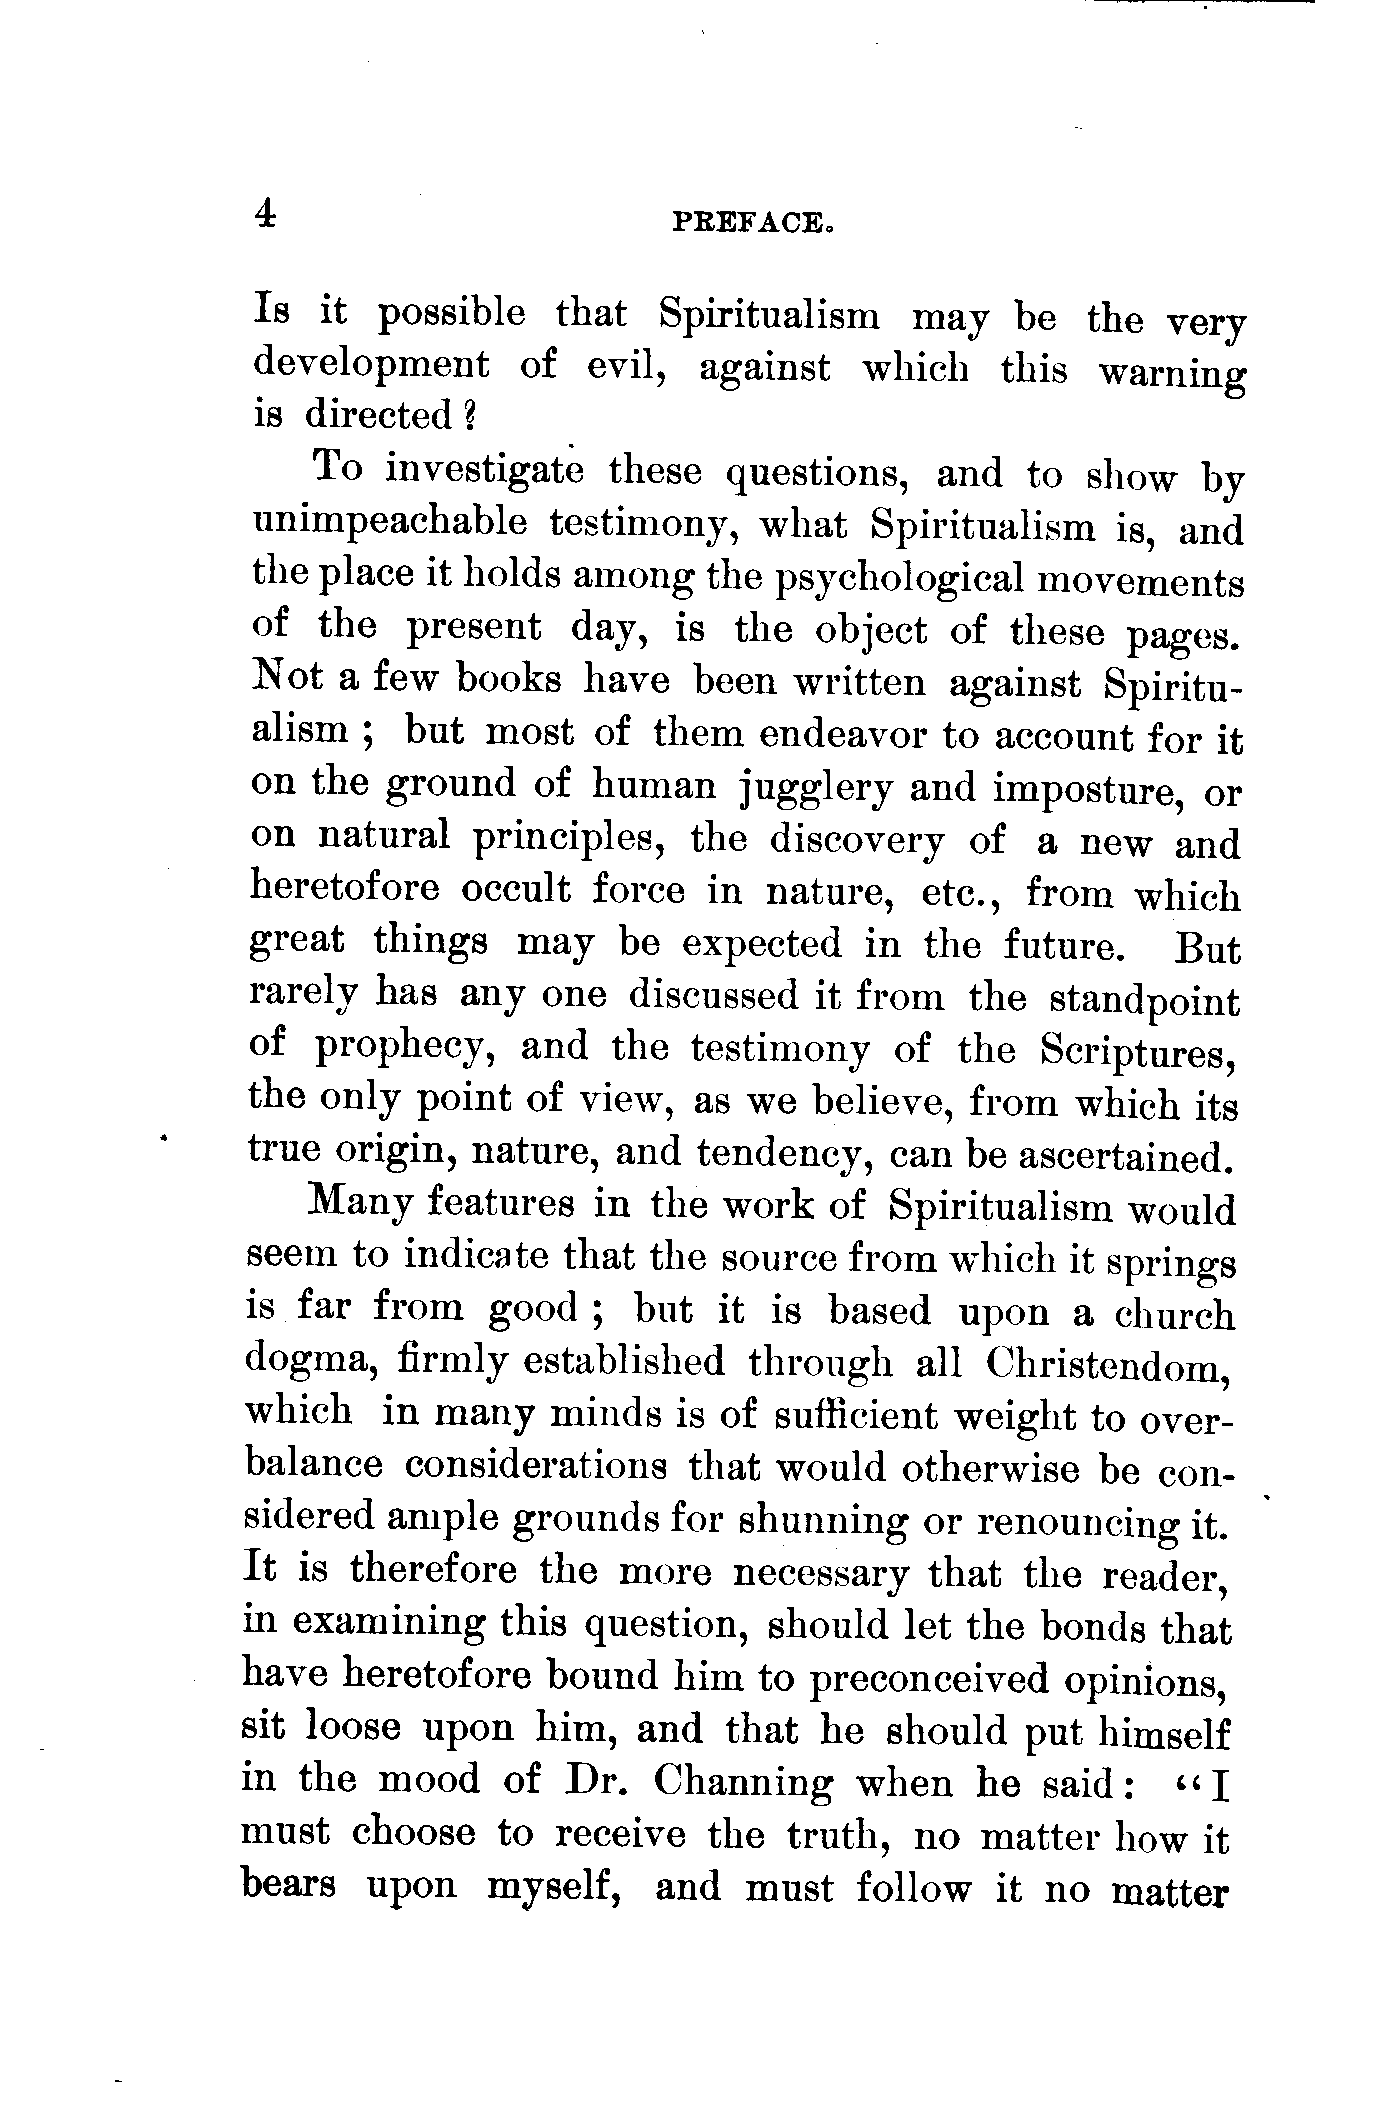 4 PREFACE.
Is it possible that Spiritualism may be the very
development of evil, against which this warning
is directed?
To investigate these questions, and to show by
unimpeachable testimony, what Spiritualism is, and
the place it holds among the psychological movements
of the present day, is the object of these pages.
Not a few books have been written against Spiritu-
alism ; but most of them endeavor to account for it
on the ground of human jugglery and imposture, or
on natural principles, the discovery of a new and
heretofore occult force in nature, etc., from which
great things may be expected in the future. But
rarely has any one discussed it from the standpoint
of prophecy, and the testimony of the Scriptures,
the only point of view, as we believe, from which its
true origin, nature, and tendency, can be ascertained.
Many features in the work of Spiritualism would
seem to indicate that the source from which it springs
is far from good ; but it is based upon a church
dogma, firmly established through all Christendom,
which in many minds is of sufficient weight to over-
balance considerations that would otherwise be con-
sidered ample grounds for shunning or renouncing it.
It is therefore the more necessary that the reader,
in examining this question, should let the bonds that
have heretofore bound him to preconceived opinions,
sit loose upon him, and that he should put himself
in the mood of Dr. Channing when he said: "I
must choose to receive the truth, no matter how it
bears upon myself, and must follow it no matter